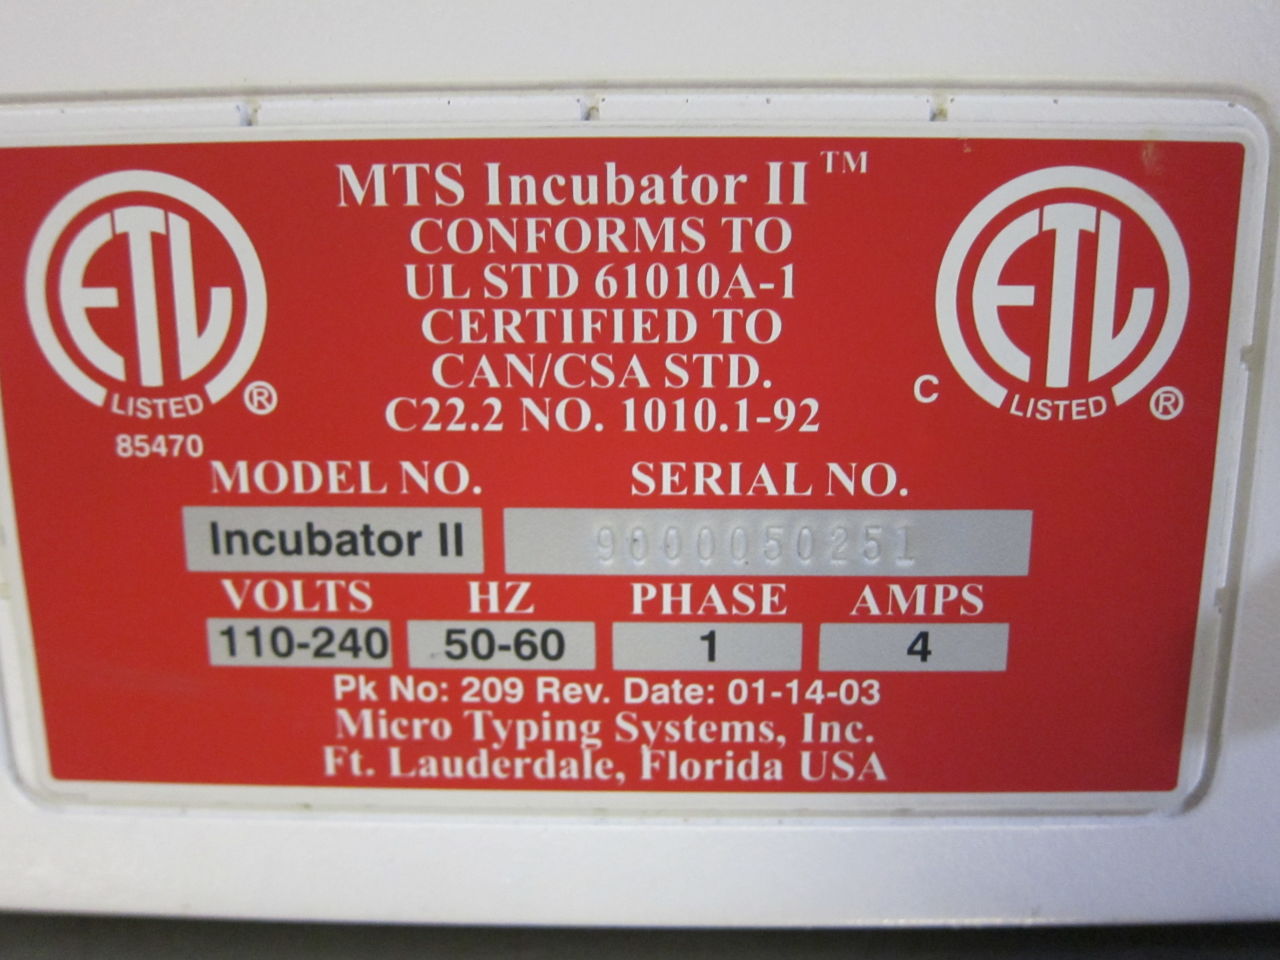 MTS Incubator II™
CONFORMS TO
UL STD 61010A-1
CERTIFIED TO
CAN/CSA STD.
C22.2 NO. 1010.1-92
ETL
LISTED ®
85470
C ETL
LISTED ®
MODEL NO. SERIAL NO.
Incubator II 9000050251
VOLTS HZ PHASE AMPS
110-240 50-60 1 4
Pk No: 209 Rev. Date: 01-14-03
Micro Typing Systems, Inc.
Ft. Lauderdale, Florida USA